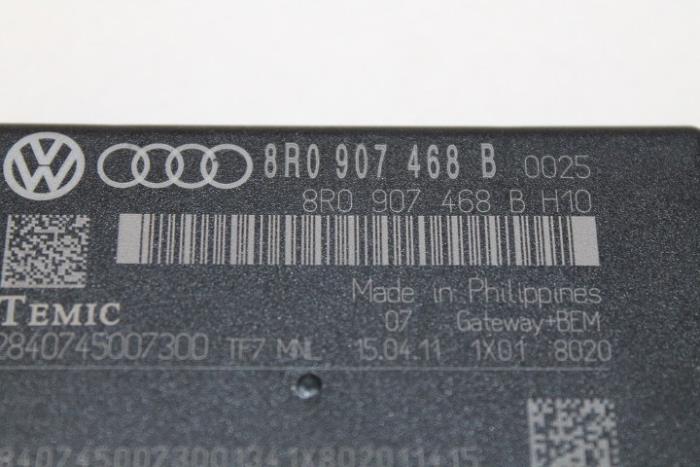 8R0 907 468 B 0025
8R0 907 468 B H10
Made in Philippines
TEMIC
07 Gateway+BEM
2840745007300 TF7 MNL 15.04.11 1X01 8020